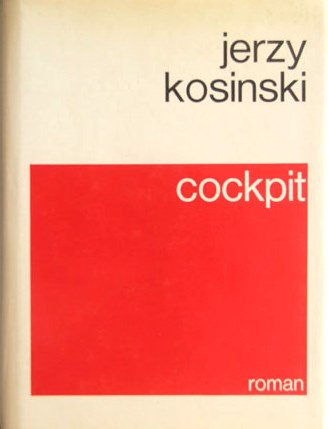 jerzy
kosinski
cockpit
roman